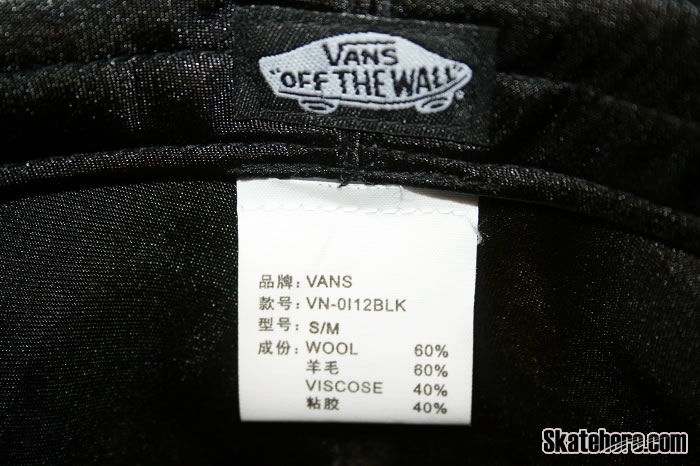 VANS
"OFF THE WALL"
品牌: VANS
款号: VN-0I12BLK
型号: S/M
成份: WOOL 60%
羊毛 60%
VISCOSE 40%
粘胶 40%
Skatehere.com